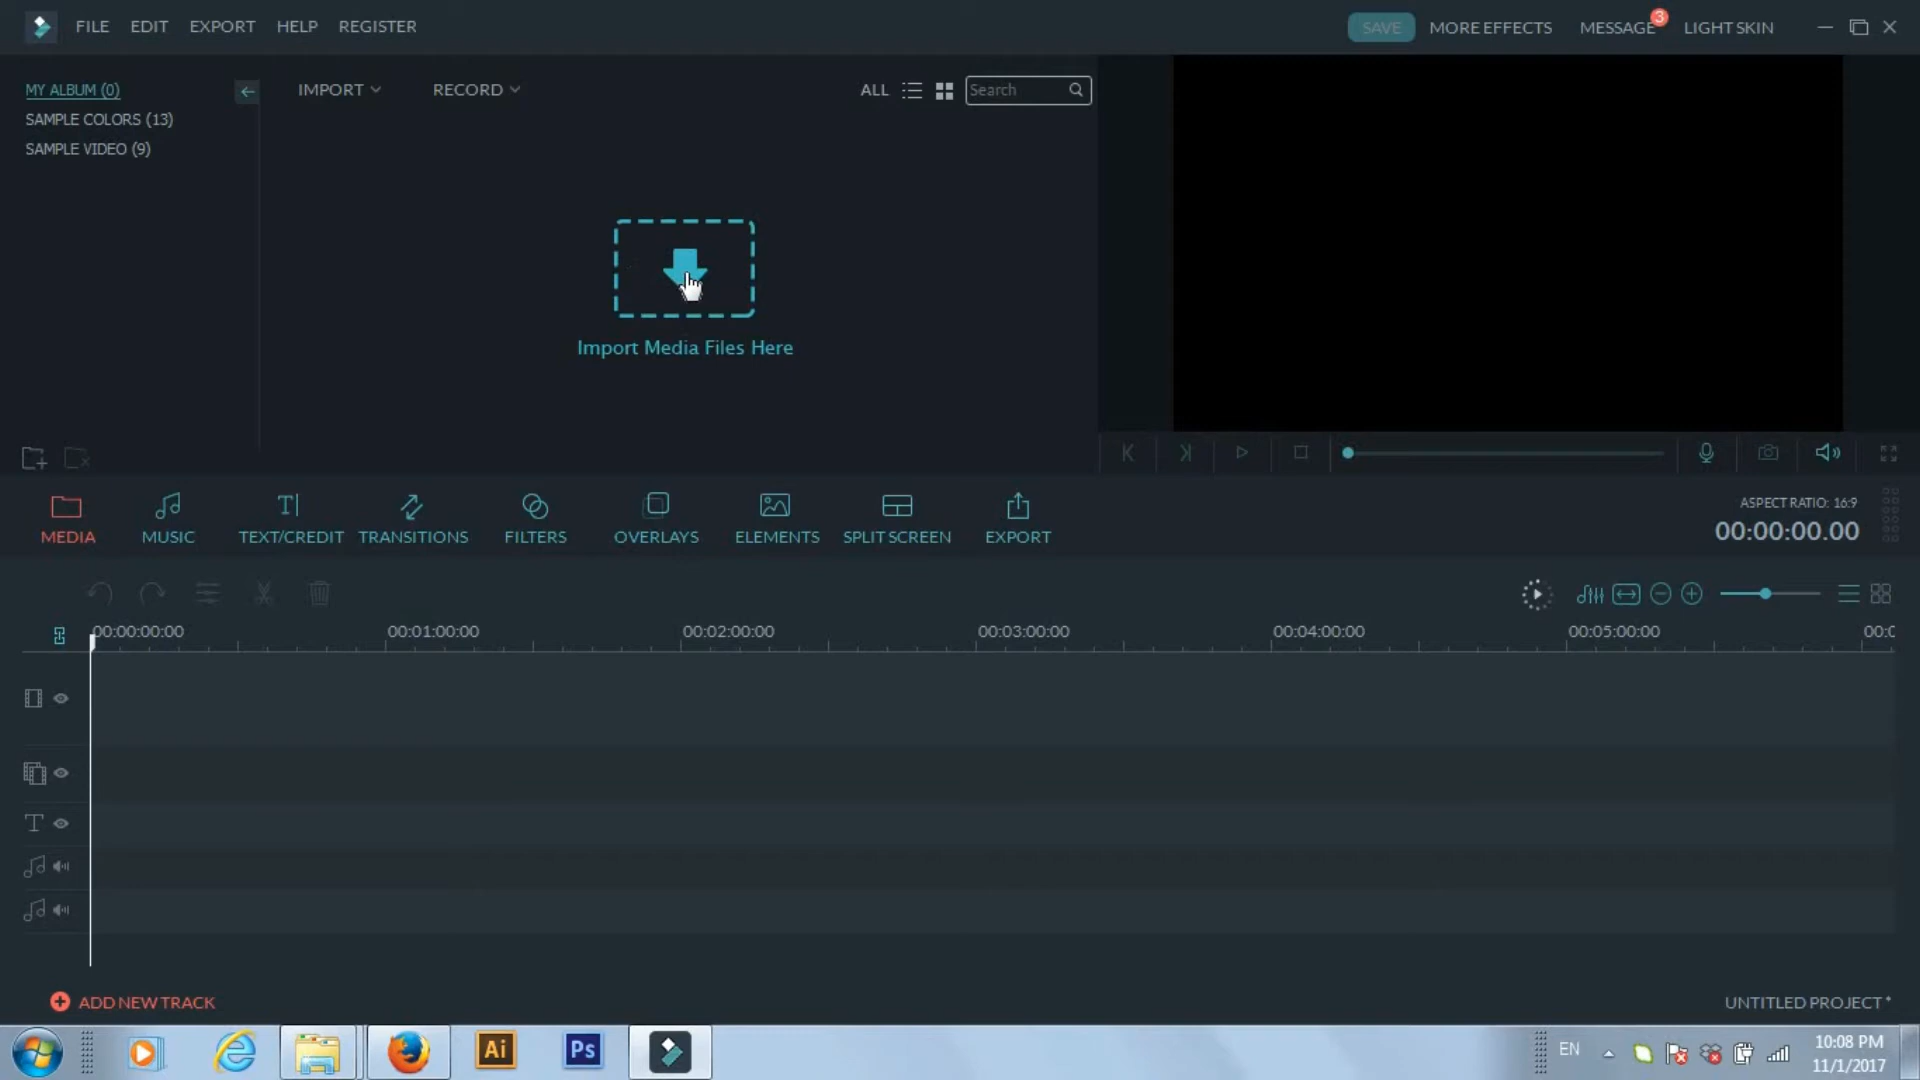 FILE EDIT EXPORT HELP REGISTER SAVE MORE EFFECTS MESSAGE 3 LIGHT SKIN
MY ALBUM (0)
SAMPLE COLORS (13)
SAMPLE VIDEO (9)
IMPORT RECORD ALL Search
Import Media Files Here
MEDIA MUSIC TEXT/CREDIT TRANSITIONS FILTERS OVERLAYS ELEMENTS SPLIT SCREEN EXPORT
ASPECT RATIO: 16:9
00:00:00.00
00:00:00:00 00:01:00:00 00:02:00:00 00:03:00:00 00:04:00:00 00:05:00:00 00:0
ADD NEW TRACK
UNTITLED PROJECT *
Ai Ps EN
10:08 PM
11/1/2017